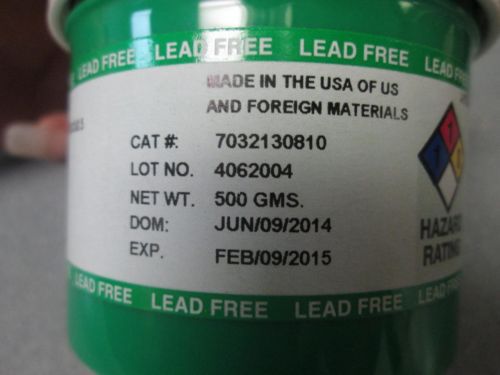 LEAD FREE LEAD FREE LEAD FREE LEAD FREE
MADE IN THE USA OF US
AND FOREIGN MATERIALS
CAT #: 7032130810
LOT NO. 4062004
NET WT. 500 GMS.
DOM: JUN/09/2014
EXP. FEB/09/2015
HAZARD
RATING
LEAD FREE LEAD FREE LEAD FREE LEAD FREE